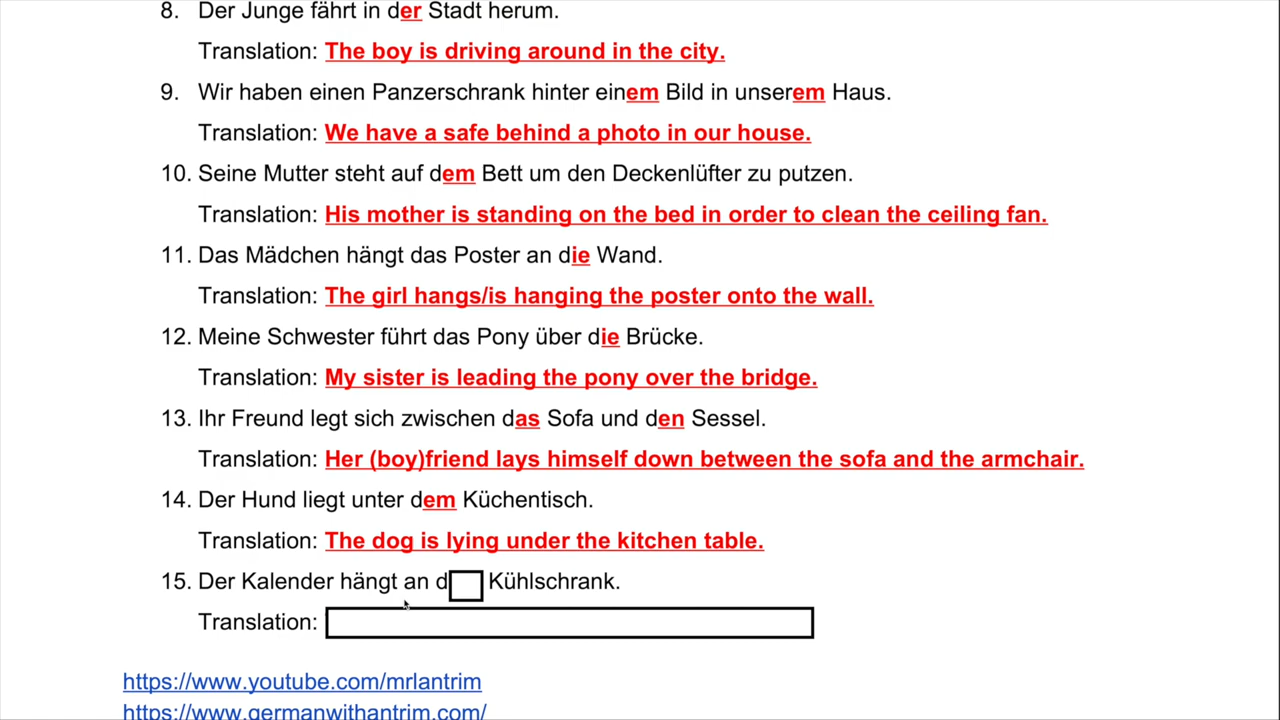 8. Der Junge fährt in der Stadt herum.
Translation: The boy is driving around in the city.
9. Wir haben einen Panzerschrank hinter einem Bild in unserem Haus.
Translation: We have a safe behind a photo in our house.
10. Seine Mutter steht auf dem Bett um den Deckenlüfter zu putzen.
Translation: His mother is standing on the bed in order to clean the ceiling fan.
11. Das Mädchen hängt das Poster an die Wand.
Translation: The girl hangs/is hanging the poster onto the wall.
12. Meine Schwester führt das Pony über die Brücke.
Translation: My sister is leading the pony over the bridge.
13. Ihr Freund legt sich zwischen das Sofa und den Sessel.
Translation: Her (boy)friend lays himself down between the sofa and the armchair.
14. Der Hund liegt unter dem Küchentisch.
Translation: The dog is lying under the kitchen table.
15. Der Kalender hängt an d Kühlschrank.
Translation:
https://www.youtube.com/mrlantrim
https://www.germanwithantrim.com/